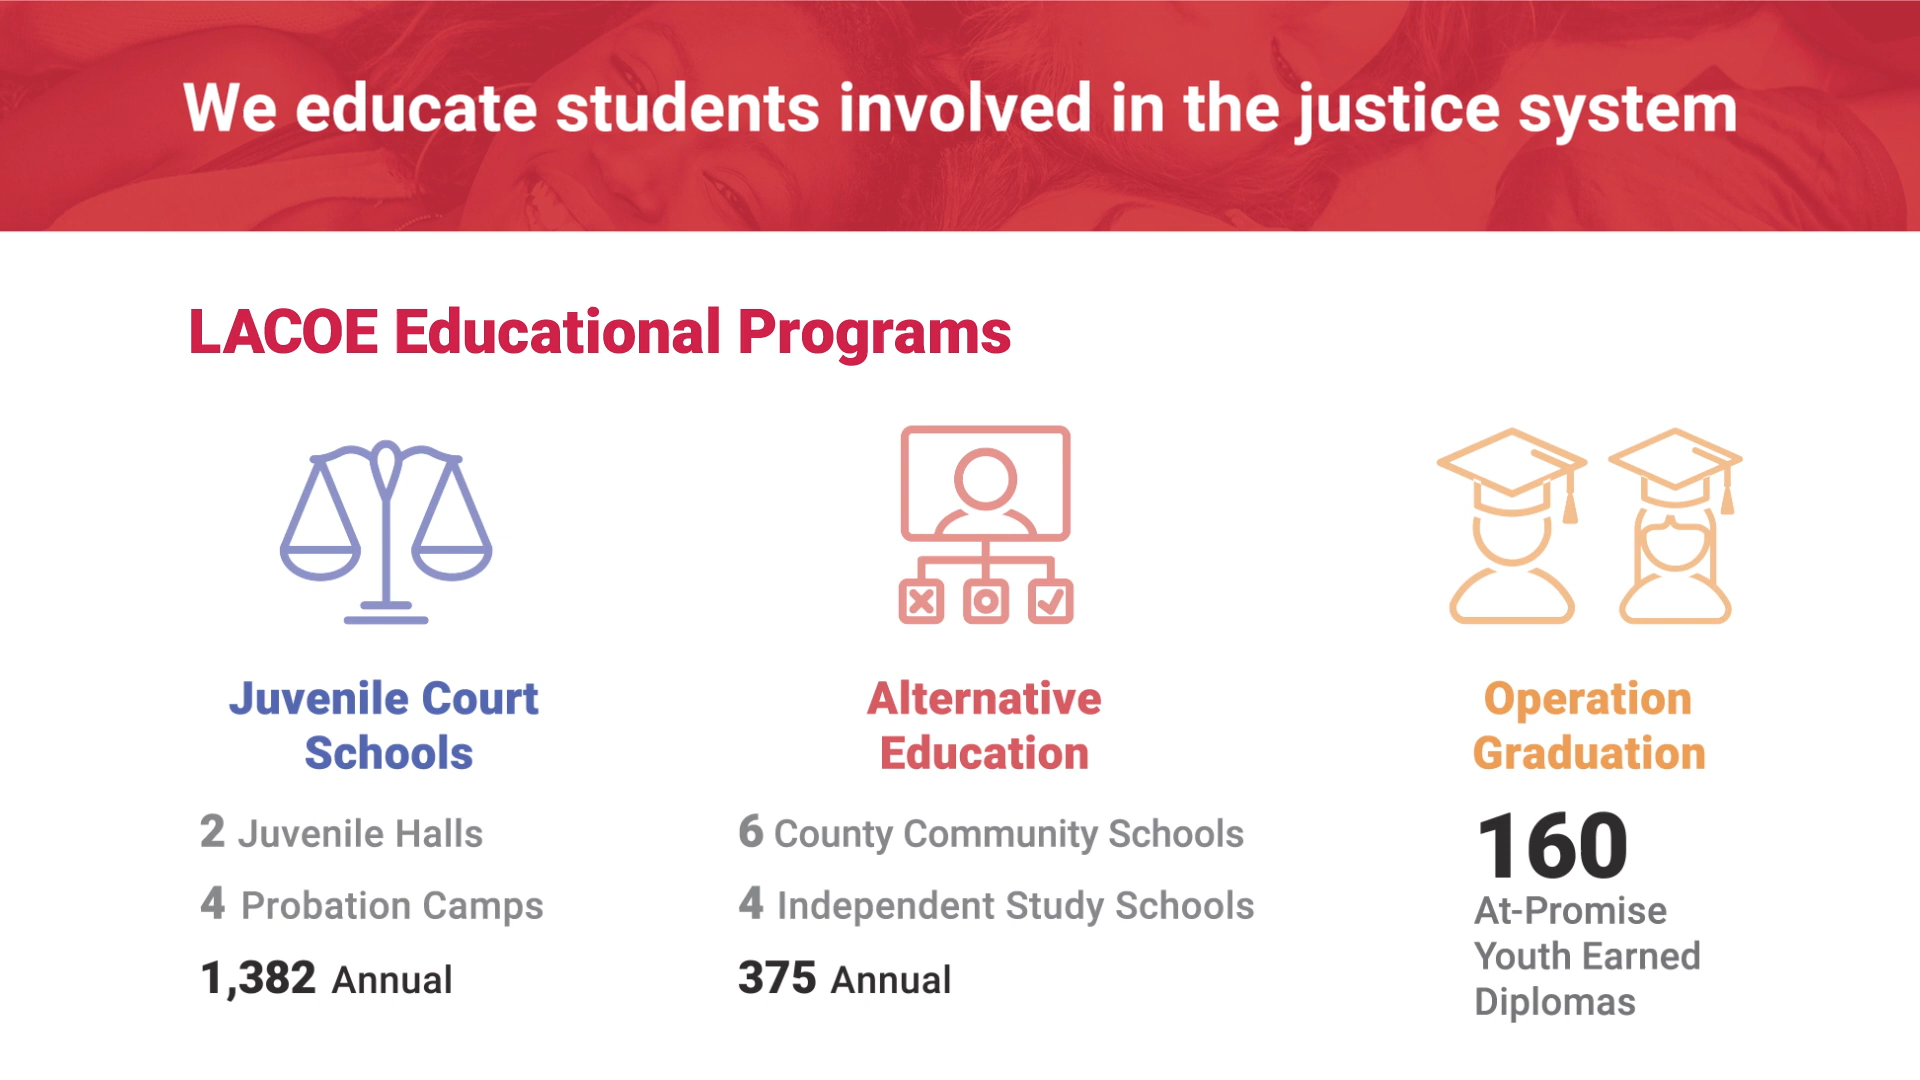 We educate students involved in the justice system
LACOE Educational Programs
Juvenile Court
Schools
2 Juvenile Halls
4 Probation Camps
1,382 Annual
Alternative
Education
6 County Community Schools
4 Independent Study Schools
375 Annual
Operation
Graduation
160
At-Promise
Youth Earned
Diplomas